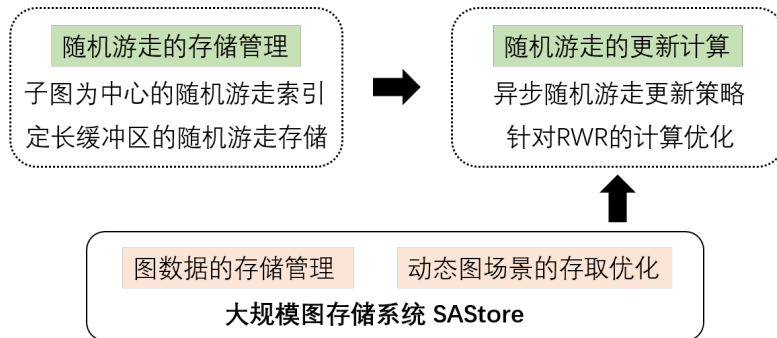 随机游走的存储管理
子图为中心的随机游走索引
定长缓冲区的随机游走存储
随机游走的更新计算
异步随机游走更新策略
针对RWR的计算优化
图数据的存储管理
动态图场景的存取优化
大规模图存储系统 SAStore